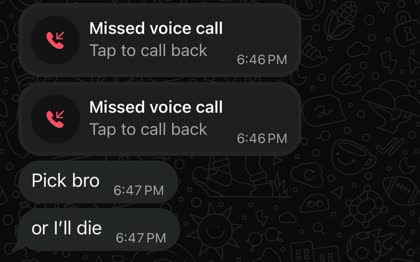 Missed voice call
Tap to call back
6:46 PM
Missed voice call
Tap to call back
6:46 PM
Pick bro
6:47 PM
or I’ll die
6:47 PM